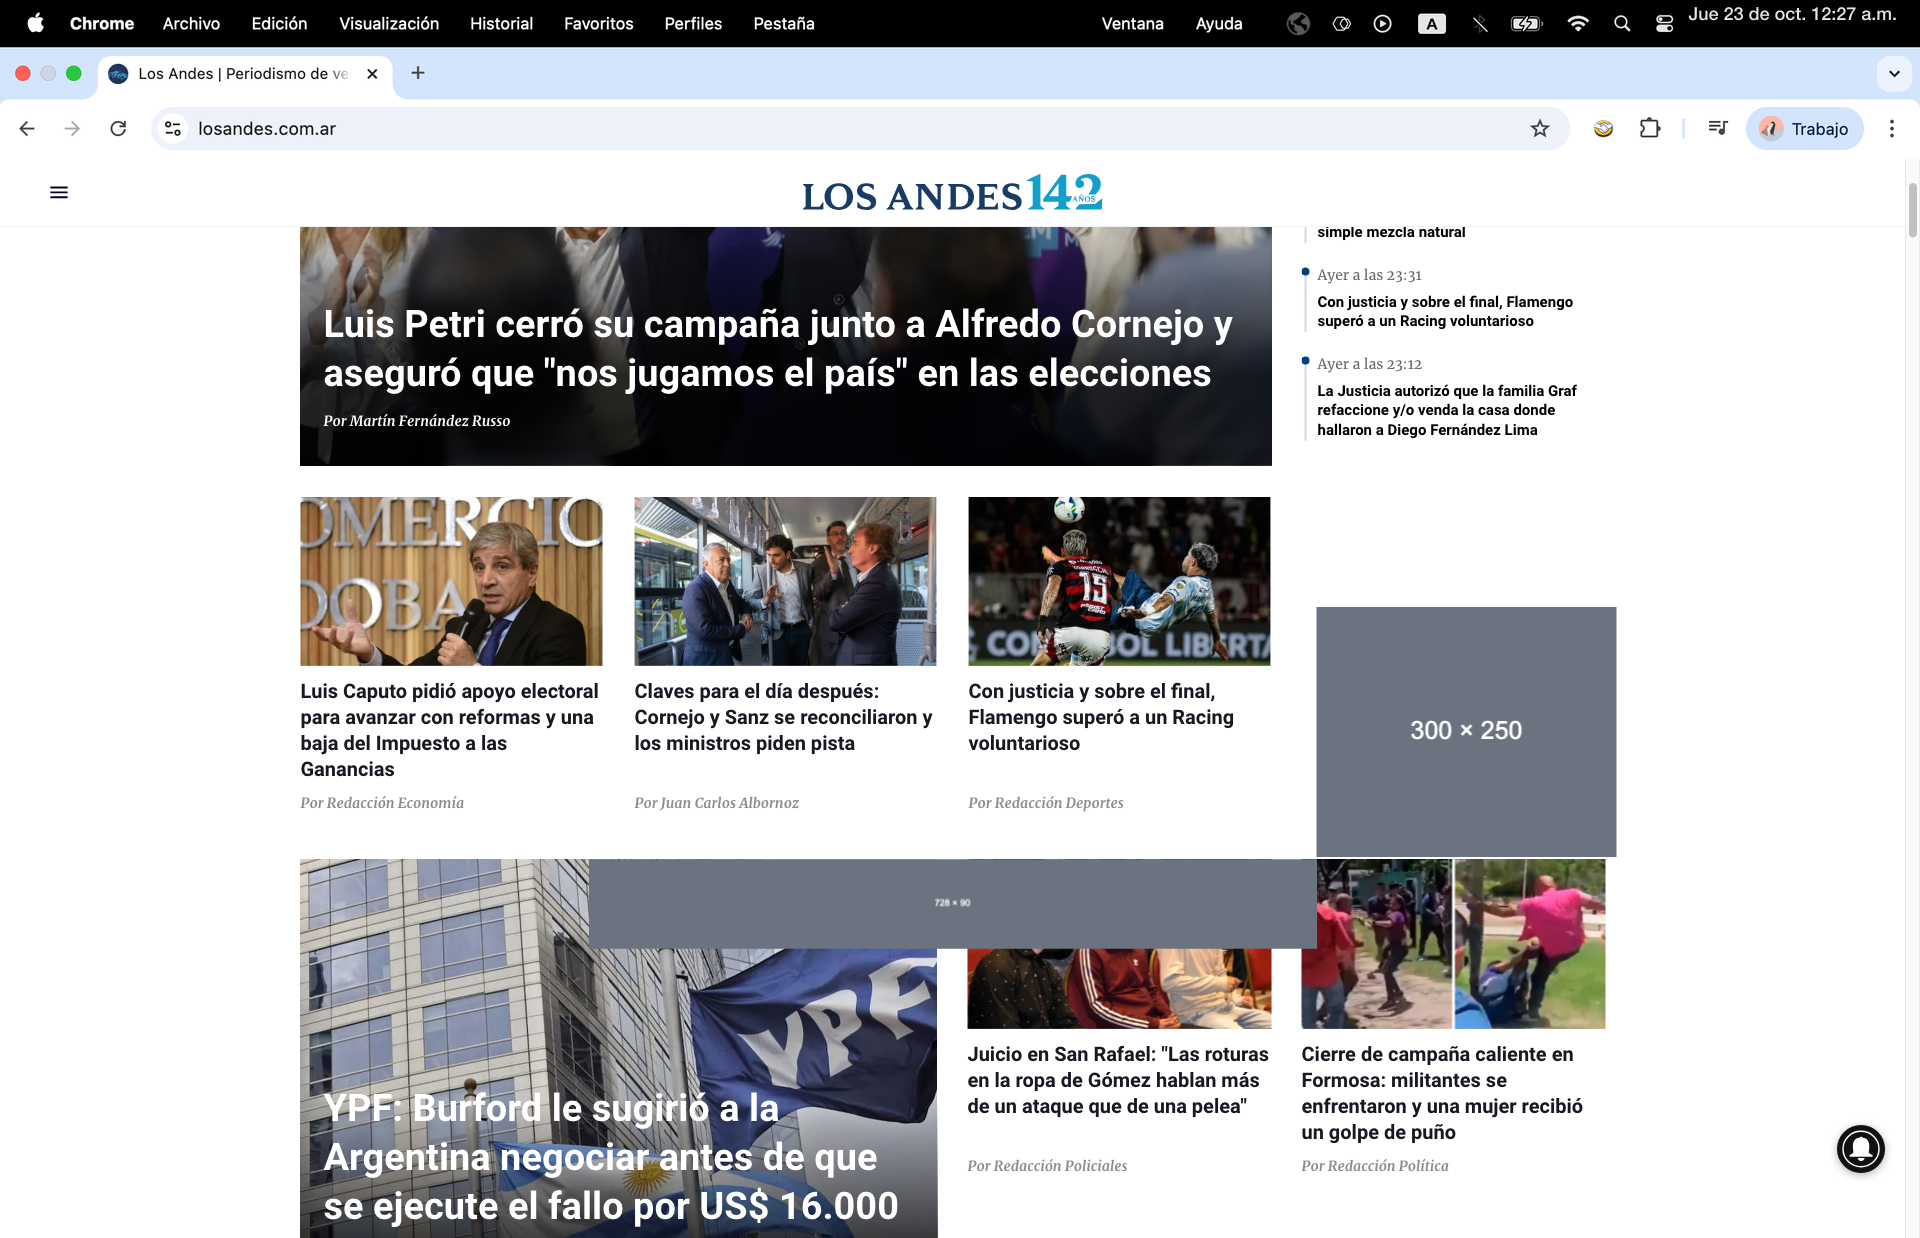 Chrome Archivo Edición Visualización Historial Favoritos Perfiles Pestaña Ventana Ayuda A Jue 23 de oct. 12:27 a.m.
Los Andes | Periodismo de ve
losandes.com.ar
Trabajo
LOS ANDES 142
AÑOS
Luis Petri cerró su campaña junto a Alfredo Cornejo y
aseguró que "nos jugamos el país" en las elecciones
Por Martín Fernández Russo
simple mezcla natural
Ayer a las 23:31
Con justicia y sobre el final, Flamengo
superó a un Racing voluntarioso
Ayer a las 23:12
La Justicia autorizó que la familia Graf
refaccione y/o venda la casa donde
hallaron a Diego Fernández Lima
OMERCIO
DOBA
Luis Caputo pidió apoyo electoral
para avanzar con reformas y una
baja del Impuesto a las
Ganancias
Por Redacción Economía
Claves para el día después:
Cornejo y Sanz se reconciliaron y
los ministros piden pista
Por Juan Carlos Albornoz
15
CONMEBOL LIBERTA
Con justicia y sobre el final,
Flamengo superó a un Racing
voluntarioso
Por Redacción Deportes
300 × 250
728 × 90
YPF
YPF: Burford le sugirió a la
Argentina negociar antes de que
se ejecute el fallo por US$ 16.000
Juicio en San Rafael: "Las roturas
en la ropa de Gómez hablan más
de un ataque que de una pelea"
Por Redacción Policiales
Cierre de campaña caliente en
Formosa: militantes se
enfrentaron y una mujer recibió
un golpe de puño
Por Redacción Política